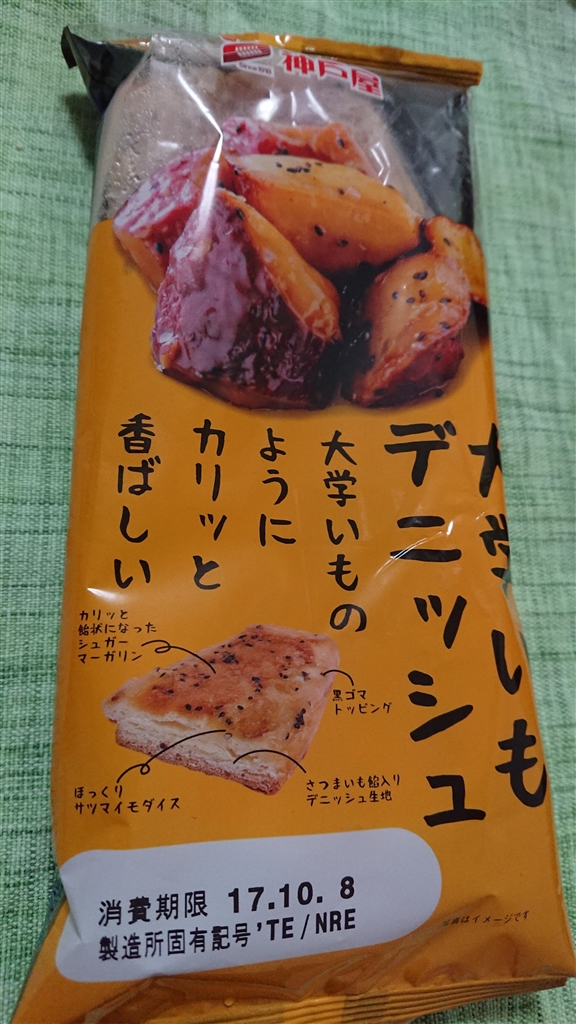 神戸屋
大学いも
デニッシュ
大学いもの
ように
カリッと
香ばしい
カリッと
飴状になった
シュガー
マーガリン
黒ゴマ
トッピング
ほっくり
サツマイモダイス
さつまいも餡入り
デニッシュ生地
消費期限 17.10. 8
製造所固有記号'TE/NRE
写真はイメージです